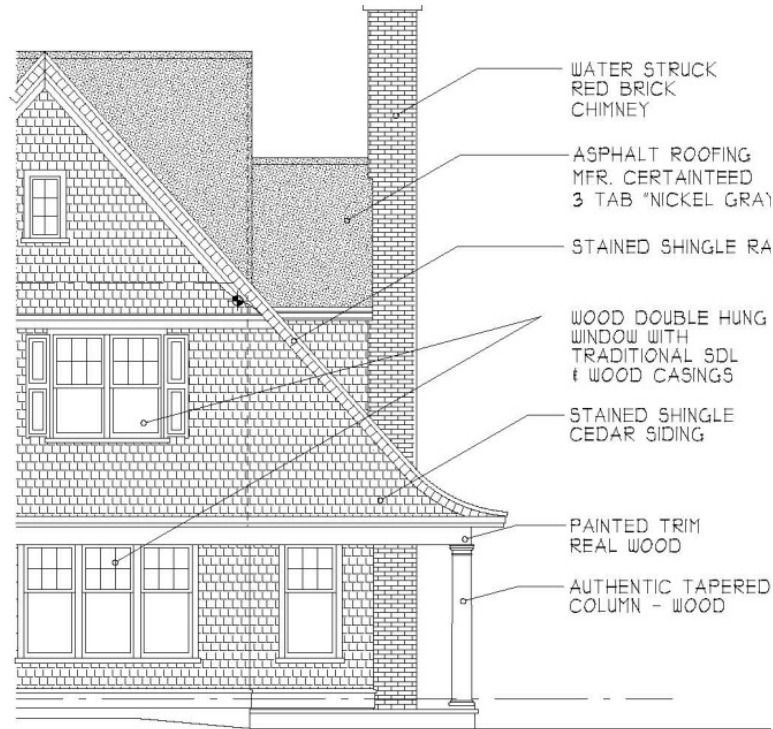 WATER STRUCK
RED BRICK
CHIMNEY
ASPHALT ROOFING
MFR. CERTAINTEED
3 TAB "NICKEL GRAY
STAINED SHINGLE RA
WOOD DOUBLE HUNG
WINDOW WITH
TRADITIONAL SDL
& WOOD CASINGS
STAINED SHINGLE
CEDAR SIDING
PAINTED TRIM
REAL WOOD
AUTHENTIC TAPERED
COLUMN - WOOD